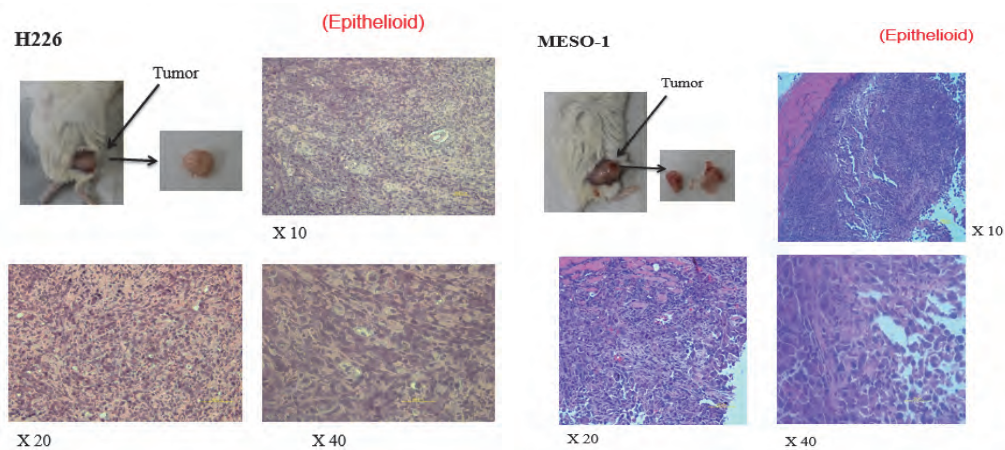 H226
(Epithelioid)
Tumor
X 10
X 20
X 40
MESO-1
(Epithelioid)
Tumor
X 10
X 20
X 40